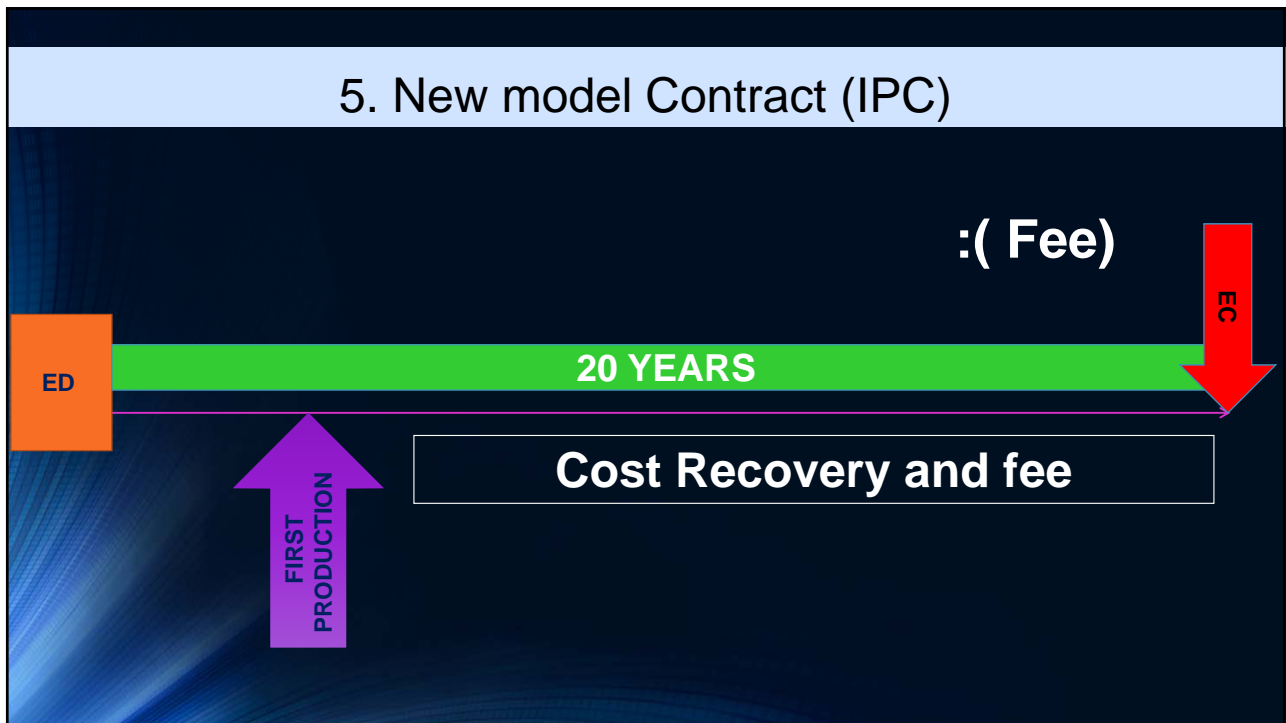 5. New model Contract (IPC)
:( Fee)
EC
ED
20 YEARS
Cost Recovery and fee
FIRST
PRODUCTION